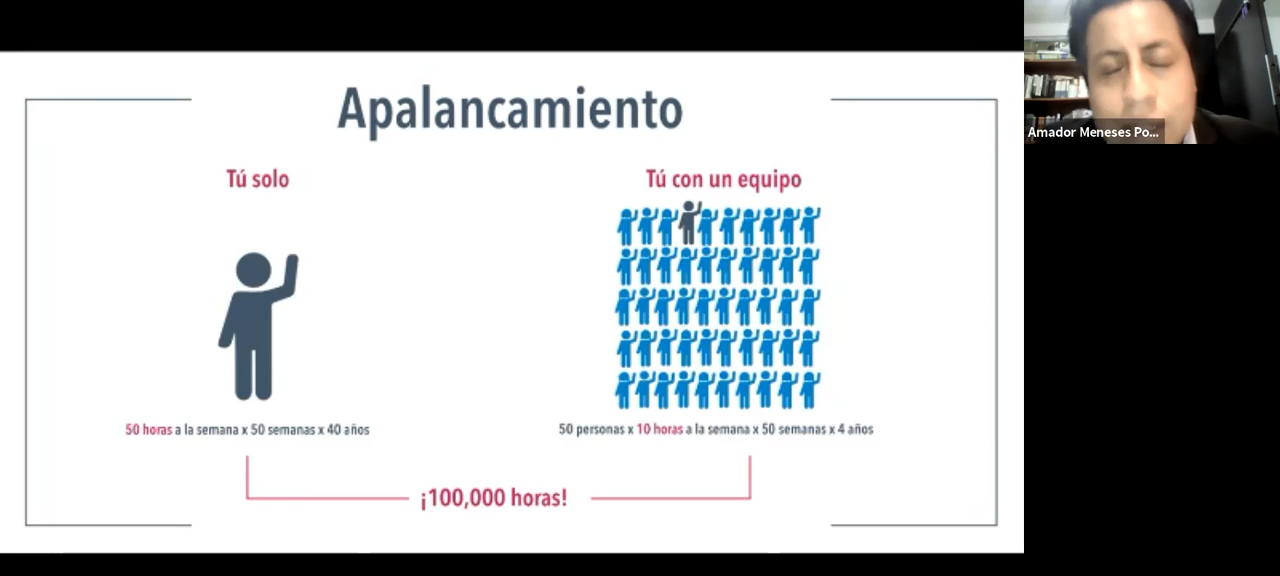 Apalancamiento
Tú solo
Tú con un equipo
50 horas a la semana x 50 semanas x 40 años
50 personas x 10 horas a la semana x 50 semanas x 4 años
¡100,000 horas!
Amador Meneses Po...